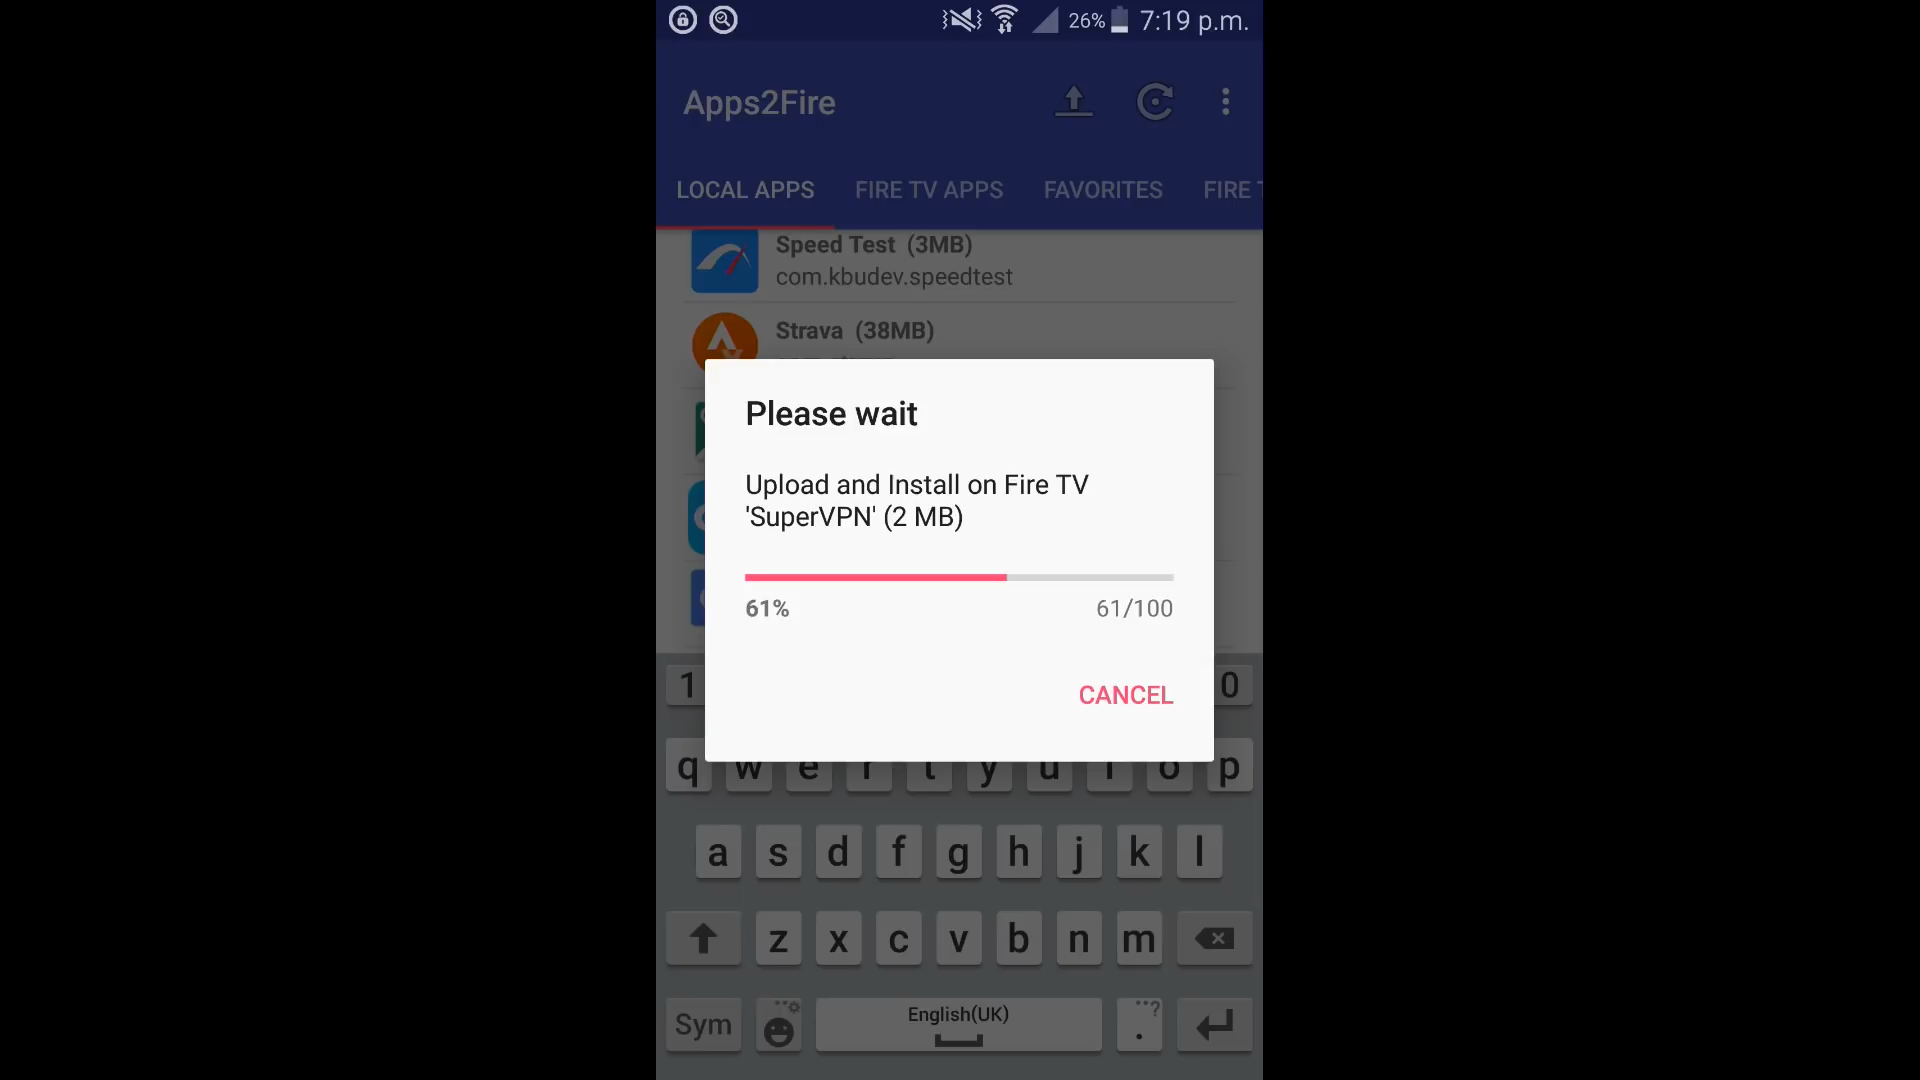 26% 7:19 p.m.
Apps2Fire
LOCAL APPS FIRE TV APPS FAVORITES FIRE
Speed Test (3MB)
com.kbudev.speedtest
Strava (38MB)
Please wait
Upload and Install on Fire TV
'SuperVPN' (2 MB)
61% 61/100
CANCEL
1 0
q w e r t y u i o p
a s d f g h j k l
z x c v b n m
Sym English(UK) . ?